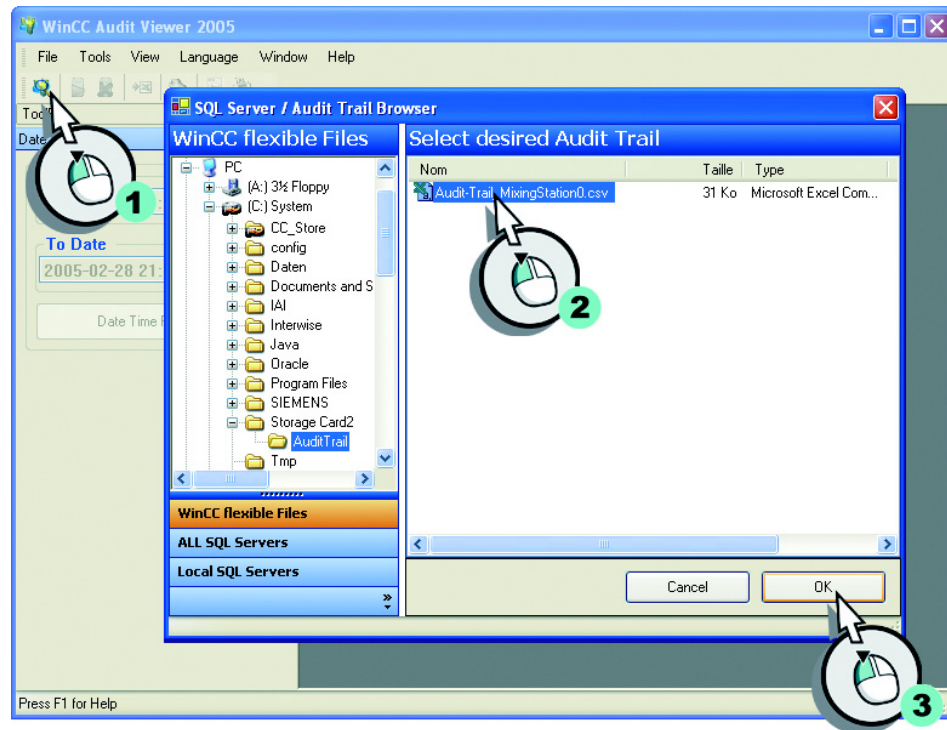 WinCC Audit Viewer 2005
File Tools View Language Window Help
SQL Server / Audit Trail Browser
WinCC flexible Files
Select desired Audit Trail
Date
PC
(A:) 3½ Floppy
(C:) System
CC_Store
config
Daten
Documents and S
IAI
Interwise
Java
Oracle
Program Files
SIEMENS
Storage Card2
AuditTrail
Tmp
Nom Taille Type
Audit-Trail_MixingStation0.csv 31 Ko Microsoft Excel Com...
1
2
To Date
2005-02-28 21:
Date Time
WinCC flexible Files
ALL SQL Servers
Local SQL Servers
Cancel OK
3
Press F1 for Help